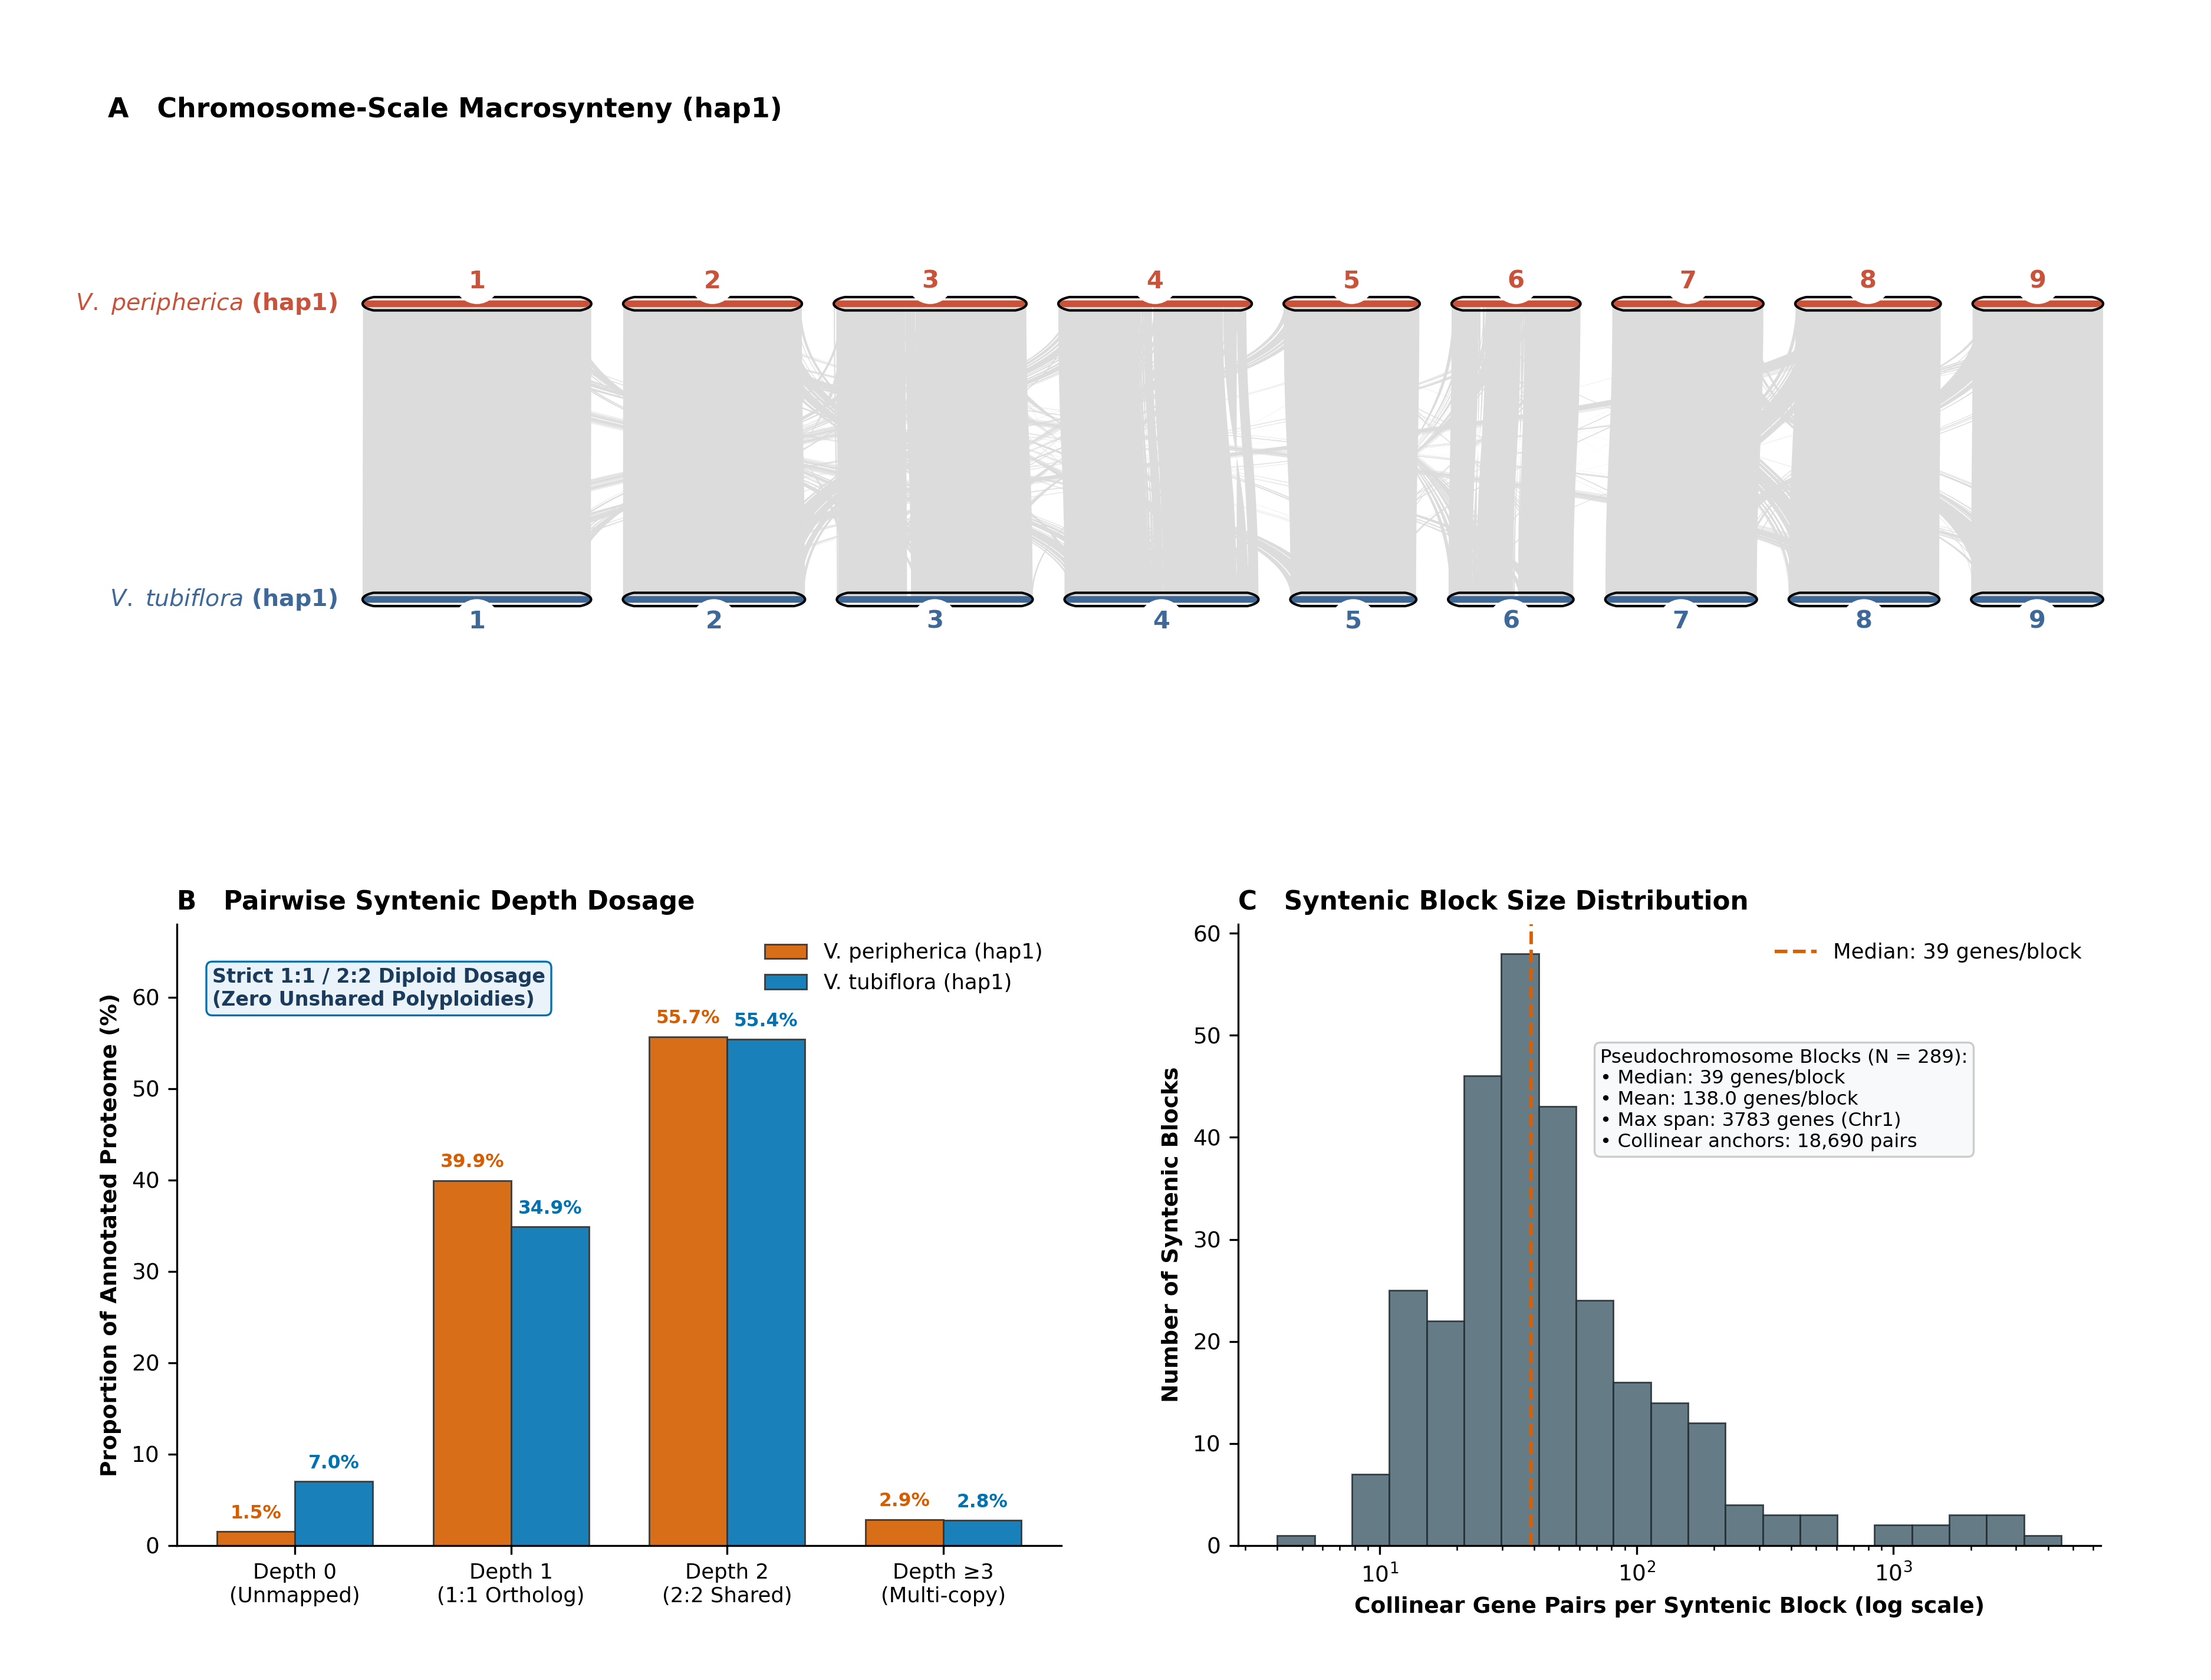 A Chromosome-Scale Macrosynteny (hap1)
1 2 3 4 5 6 7 8 9
V. peripherica (hap1)
V. tubiflora (hap1)
1 2 3 4 5 6 7 8 9
B Pairwise Syntenic Depth Dosage
Strict 1:1 / 2:2 Diploid Dosage
(Zero Unshared Polyploidies)
V. peripherica (hap1)
V. tubiflora (hap1)
Proportion of Annotated Proteome (%)
60
50
40
30
20
10
0
1.5%
7.0%
39.9%
34.9%
55.7%
55.4%
2.9%
2.8%
Depth 0
(Unmapped)
Depth 1
(1:1 Ortholog)
Depth 2
(2:2 Shared)
Depth ≥3
(Multi-copy)
C Syntenic Block Size Distribution
Median: 39 genes/block
Pseudochromosome Blocks (N = 289):
• Median: 39 genes/block
• Mean: 138.0 genes/block
• Max span: 3783 genes (Chr1)
• Collinear anchors: 18,690 pairs
Number of Syntenic Blocks
60
50
40
30
20
10
0
10¹ 10² 10³
Collinear Gene Pairs per Syntenic Block (log scale)